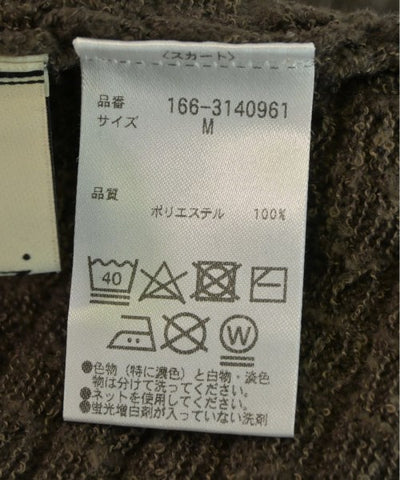 〈スカート〉
品番 166-3140961
サイズ M
品質
ポリエステル 100%
40
W
●色物（特に濃色）と白物・淡色
物は分けて洗ってください。
●ネットを使用してください。
●蛍光増白剤が入っていない洗剤